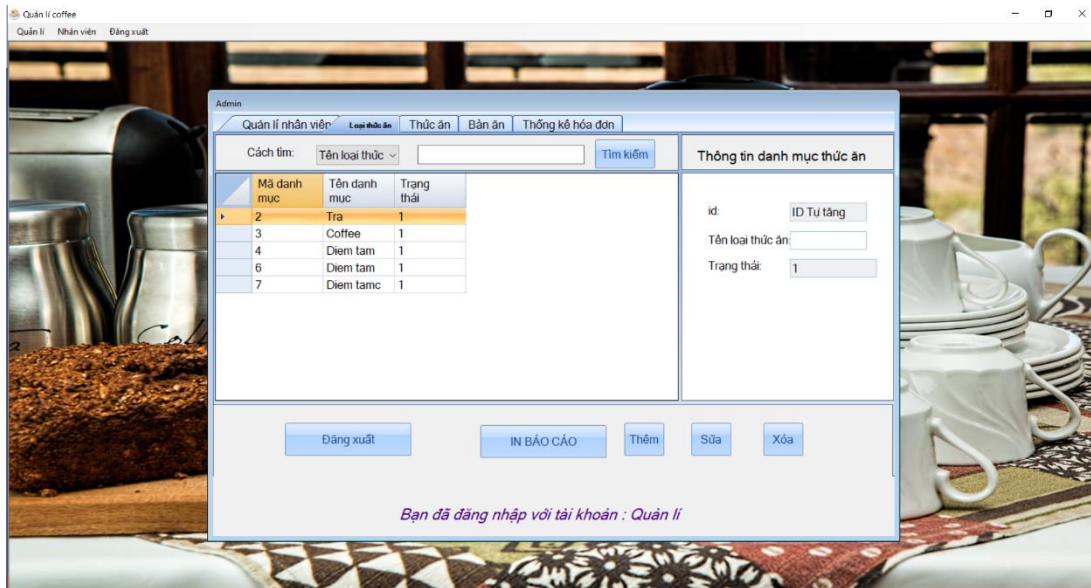 Quản lí coffee
Quản lí Nhân viên Đăng xuất
Admin
Quản lí nhân viên Loại thức ăn Thức ăn Bàn ăn Thống kê hóa đơn
Cách tìm: Tên loại thức Tìm kiếm
Thông tin danh mục thức ăn
Mã danh mục Tên danh mục Trạng thái
2 Tra 1
3 Coffee 1
4 Diem tam 1
6 Diem tam 1
7 Diem tamc 1
id: ID Tự tăng
Tên loại thức ăn:
Trạng thái: 1
Đăng xuất IN BÁO CÁO Thêm Sửa Xóa
Bạn đã đăng nhập với tài khoản : Quản lí